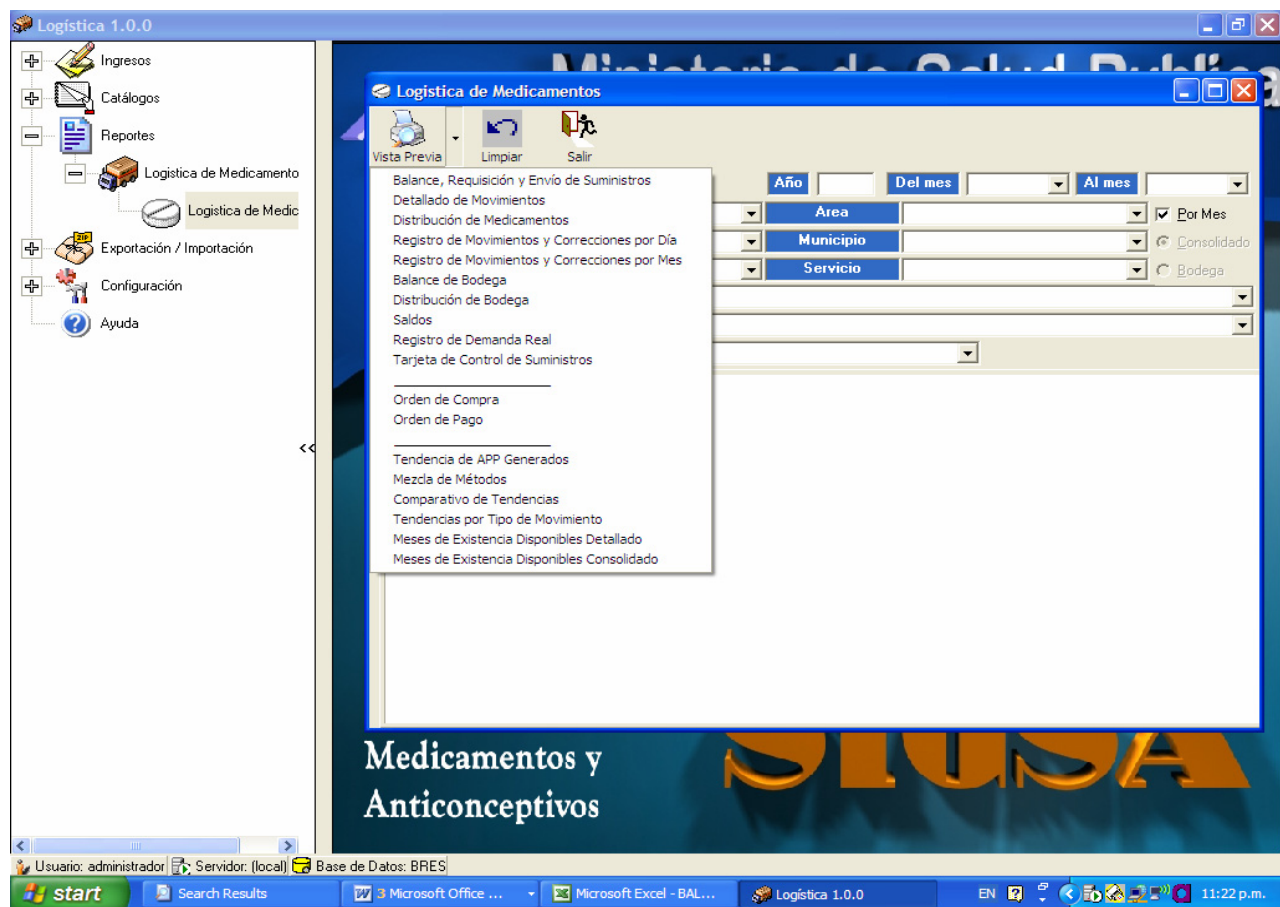 Logística 1.0.0
Ingresos
Catálogos
Reportes
Logistica de Medicamento
Logistica de Medic
Exportación / Importación
Configuración
Ayuda
<<
Ministerio de Salud Publica
Logistica de Medicamentos
Vista Previa
Limpiar
Salir
Balance, Requisición y Envío de Suministros
Detallado de Movimientos
Distribución de Medicamentos
Registro de Movimientos y Correcciones por Día
Registro de Movimientos y Correcciones por Mes
Balance de Bodega
Distribución de Bodega
Saldos
Registro de Demanda Real
Tarjeta de Control de Suministros
Orden de Compra
Orden de Pago
Tendencia de APP Generados
Mezcla de Métodos
Comparativo de Tendencias
Tendencias por Tipo de Movimiento
Meses de Existencia Disponibles Detallado
Meses de Existencia Disponibles Consolidado
Año
Del mes
Al mes
Area
Por Mes
Municipio
Consolidado
Servicio
Bodega
Medicamentos y
Anticonceptivos
SIGSA
Usuario: administrador
Servidor: (local)
Base de Datos: BRES
start
Search Results
3 Microsoft Office ...
Microsoft Excel - BAL...
Logística 1.0.0
EN
11:22 p.m.